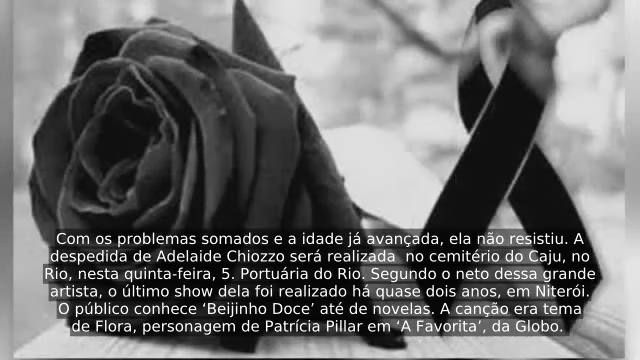 Com os problemas somados e a idade já avançada, ela não resistiu. A
despedida de Adelaide Chiozzo será realizada  no cemitério do Caju, no
Rio, nesta quinta-feira, 5. Portuária do Rio. Segundo o neto dessa grande
artista, o último show dela foi realizado há quase dois anos, em Niterói.
O público conhece ‘Beijinho Doce’ até de novelas. A canção era tema
de Flora, personagem de Patrícia Pillar em ‘A Favorita’, da Globo.